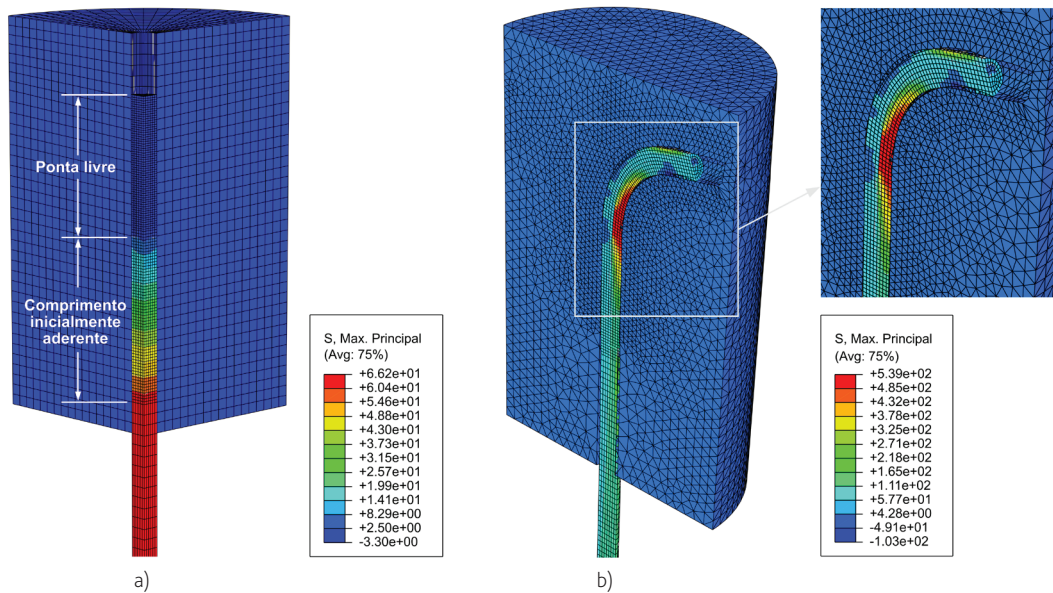 Ponta livre
Comprimento
inicialmente
aderente
S, Max. Principal
(Avg: 75%)
+6.62e+01
+6.04e+01
+5.46e+01
+4.88e+01
+4.30e+01
+3.73e+01
+3.15e+01
+2.57e+01
+1.99e+01
+1.41e+01
+8.29e+00
+2.50e+00
-3.30e+00
a)
S, Max. Principal
(Avg: 75%)
+5.39e+02
+4.85e+02
+4.32e+02
+3.78e+02
+3.25e+02
+2.71e+02
+2.18e+02
+1.65e+02
+1.11e+02
+5.77e+01
+4.28e+00
-4.91e+01
-1.03e+02
b)